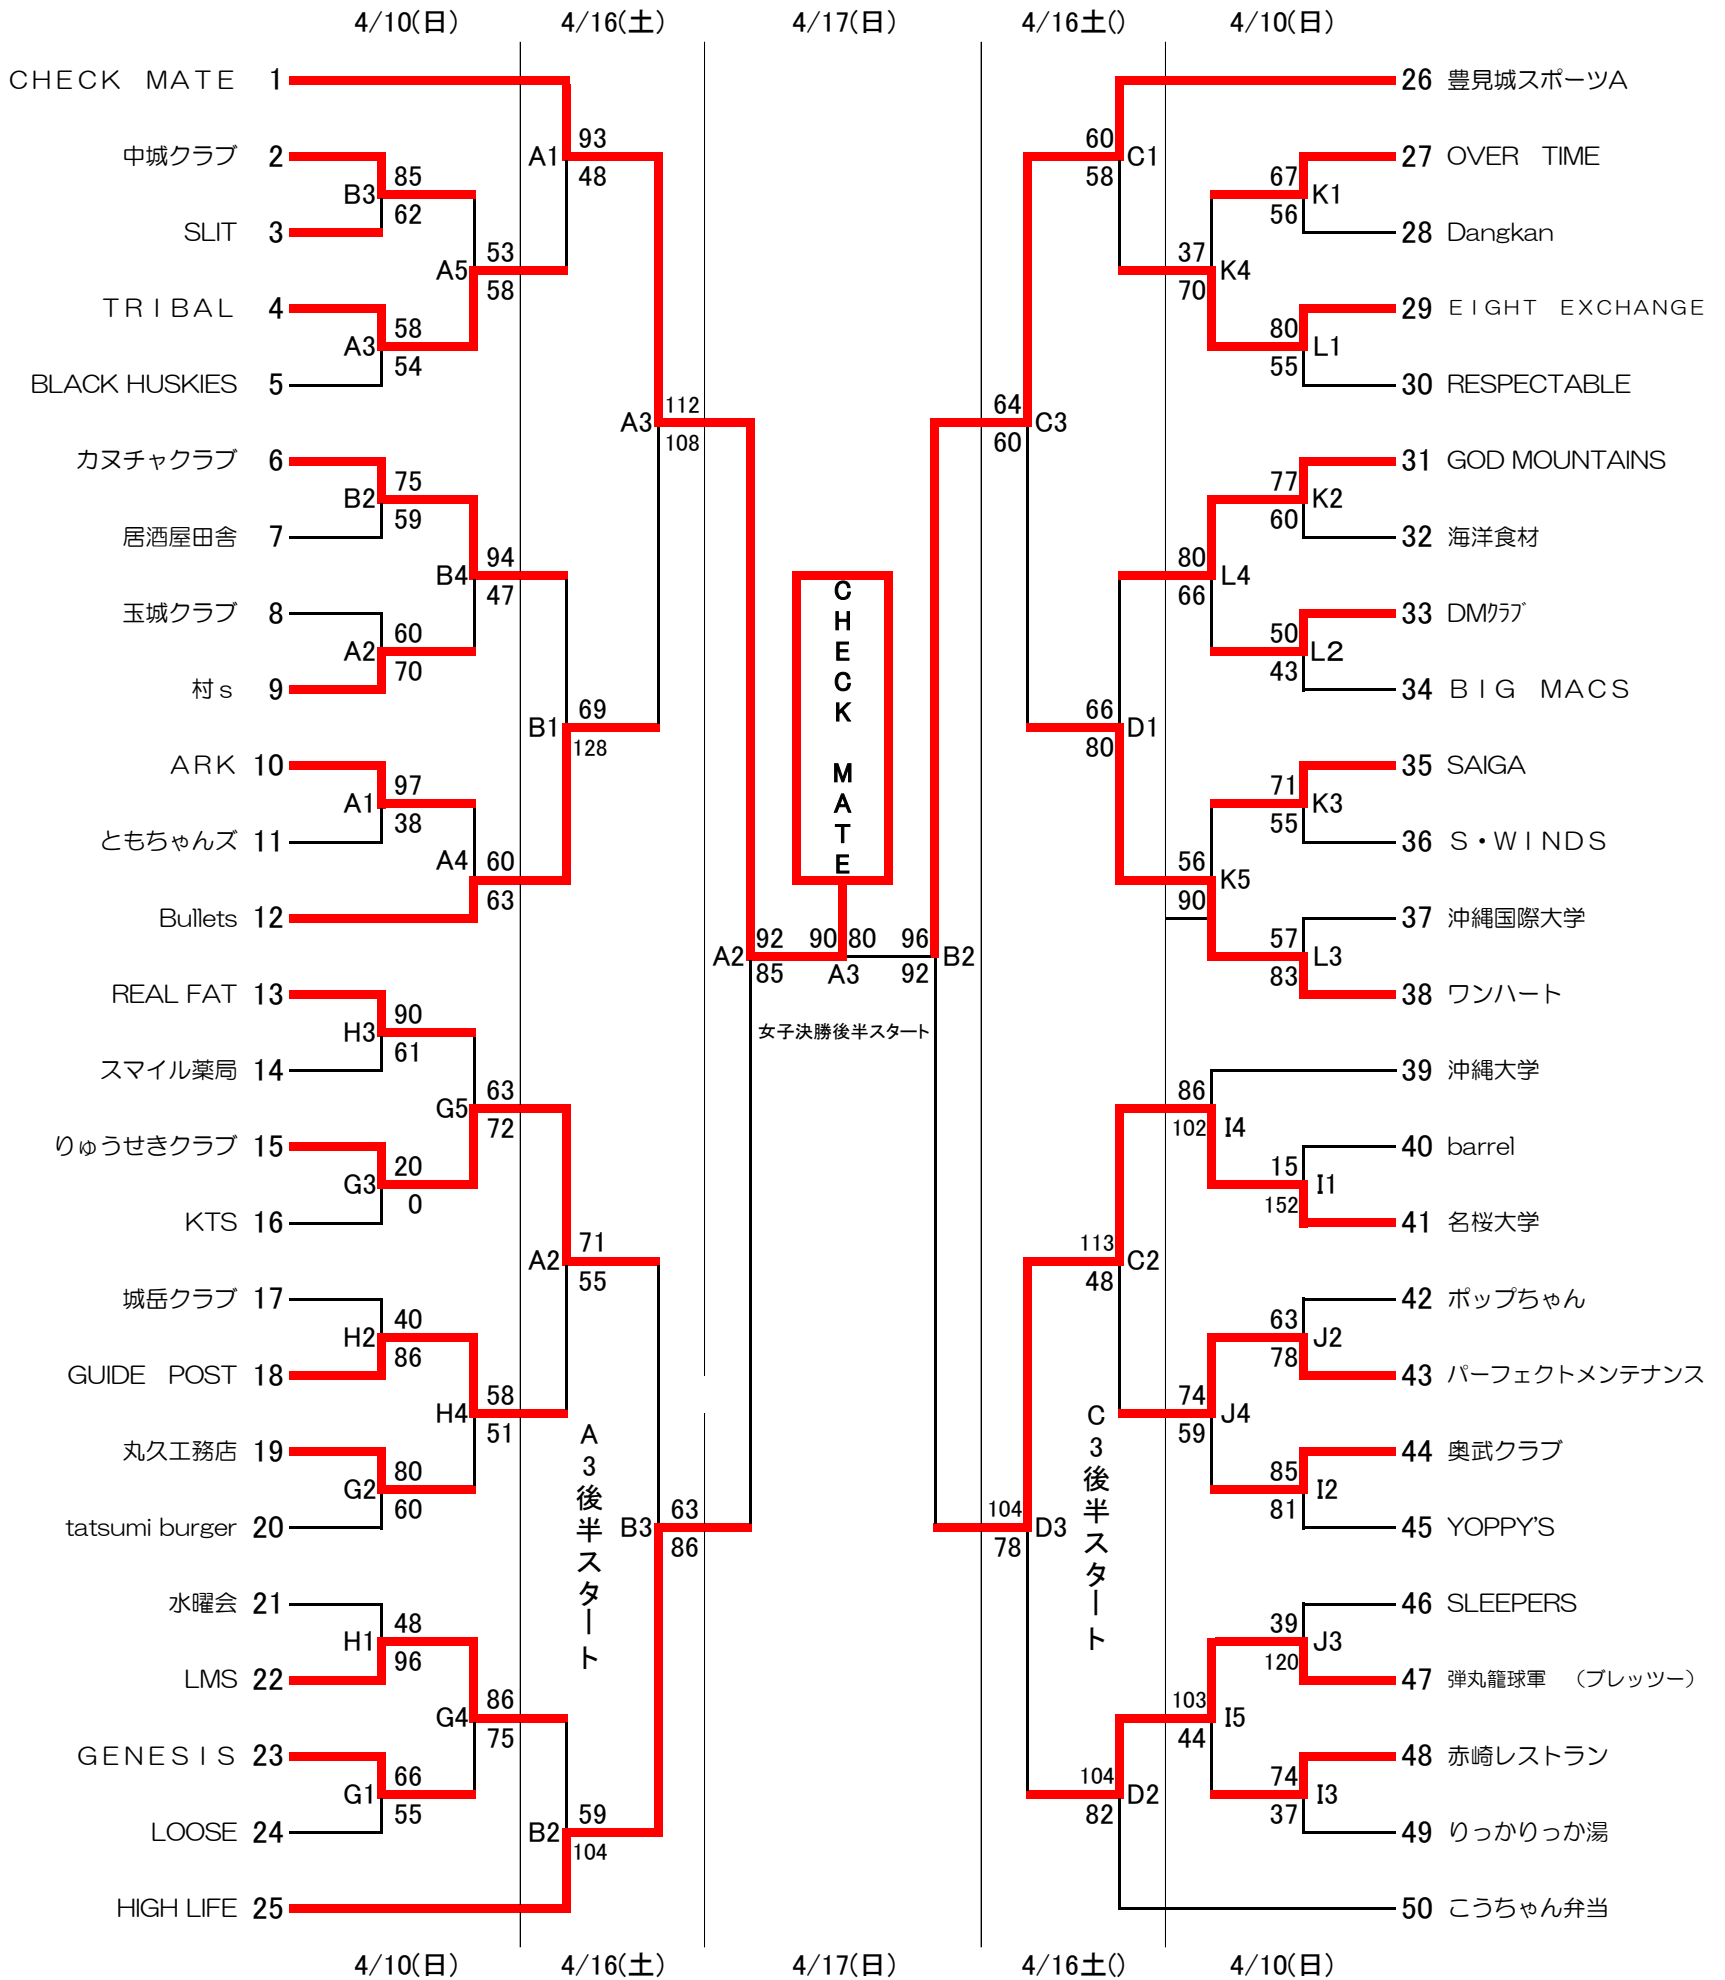 4/10(日) 4/16(土) 4/17(日) 4/16土() 4/10(日)
CHECK　MATE 1
中城クラブ 2
SLIT 3
TRIBAL 4
BLACK HUSKIES 5
カヌチャクラブ 6
居酒屋田舎 7
玉城クラブ 8
村ｓ 9
ARK 10
ともちゃんズ 11
Bullets 12
REAL FAT 13
スマイル薬局 14
りゅうせきクラブ 15
KTS 16
城岳クラブ 17
GUIDE　POST 18
丸久工務店 19
tatsumi burger 20
水曜会 21
LMS 22
GENESIS 23
LOOSE 24
HIGH LIFE 25
B3 85 62
A3 58 54
B2 75 59
A2 60 70
A1 97 38
H3 90 61
G3 20 0
H2 40 86
G2 80 60
H1 48 96
G1 66 55
A5 53 58
B4 94 47
A4 60 63
G5 63 72
H4 58 51
G4 86 75
A1 93 48
B1 69 128
A2 71 55
B2 59 104
A3 112 108
B3 63 86
A3後半スタート
CHECK　MATE
A2 92 85
90 80
A3
96 92 B2
女子決勝後半スタート
64 60 C3
104 78 D3
C3後半スタート
60 58 C1
66 80 D1
113 48 C2
104 82 D2
37 70 K4
80 66 L4
56 90 K5
86 102 I4
74 59 J4
103 44 I5
67 56 K1
80 55 L1
77 60 K2
50 43 L2
71 55 K3
57 83 L3
15 152 I1
63 78 J2
85 81 I2
39 120 J3
74 37 I3
26 豊見城スポーツA
27 OVER　TIME
28 Dangkan
29 EIGHT　EXCHANGE
30 RESPECTABLE
31 GOD MOUNTAINS
32 海洋食材
33 DMｸﾗﾌﾞ
34 BIG　MACS
35 SAIGA
36 S・WINDS
37 沖縄国際大学
38 ワンハート
39 沖縄大学
40 barrel
41 名桜大学
42 ポップちゃん
43 パーフェクトメンテナンス
44 奥武クラブ
45 YOPPY'S
46 SLEEPERS
47 弾丸籠球軍　（ブレッツー）
48 赤崎レストラン
49 りっかりっか湯
50 こうちゃん弁当
4/10(日) 4/16(土) 4/17(日) 4/16土() 4/10(日)